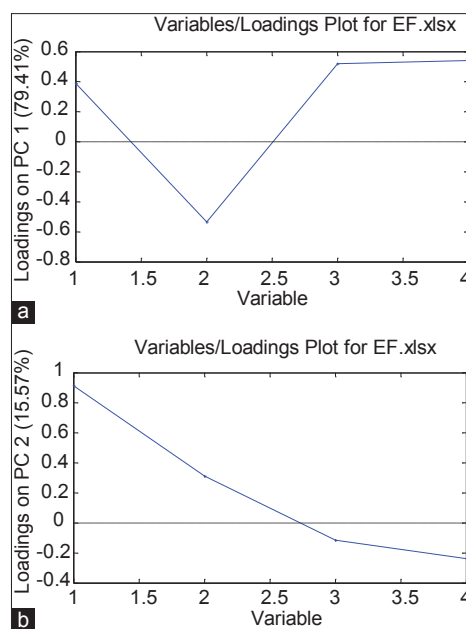 Variables/Loadings Plot for EF.xlsx
Loadings on PC 1 (79.41%)
0.6
0.4
0.2
0
-0.2
-0.4
-0.6
-0.8
1 1.5 2 2.5 3 3.5 4
Variable
a
Variables/Loadings Plot for EF.xlsx
Loadings on PC 2 (15.57%)
1
0.8
0.6
0.4
0.2
0
-0.2
-0.4
1 1.5 2 2.5 3 3.5 4
Variable
b